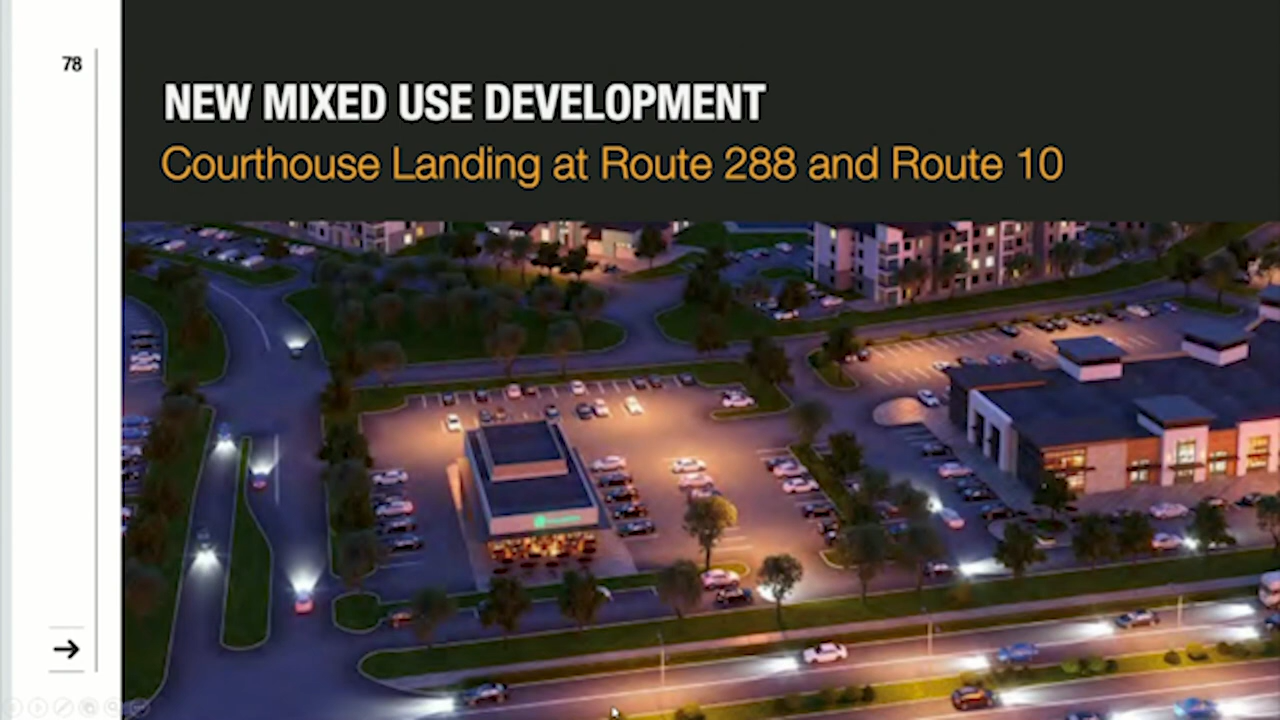 78
NEW MIXED USE DEVELOPMENT
Courthouse Landing at Route 288 and Route 10